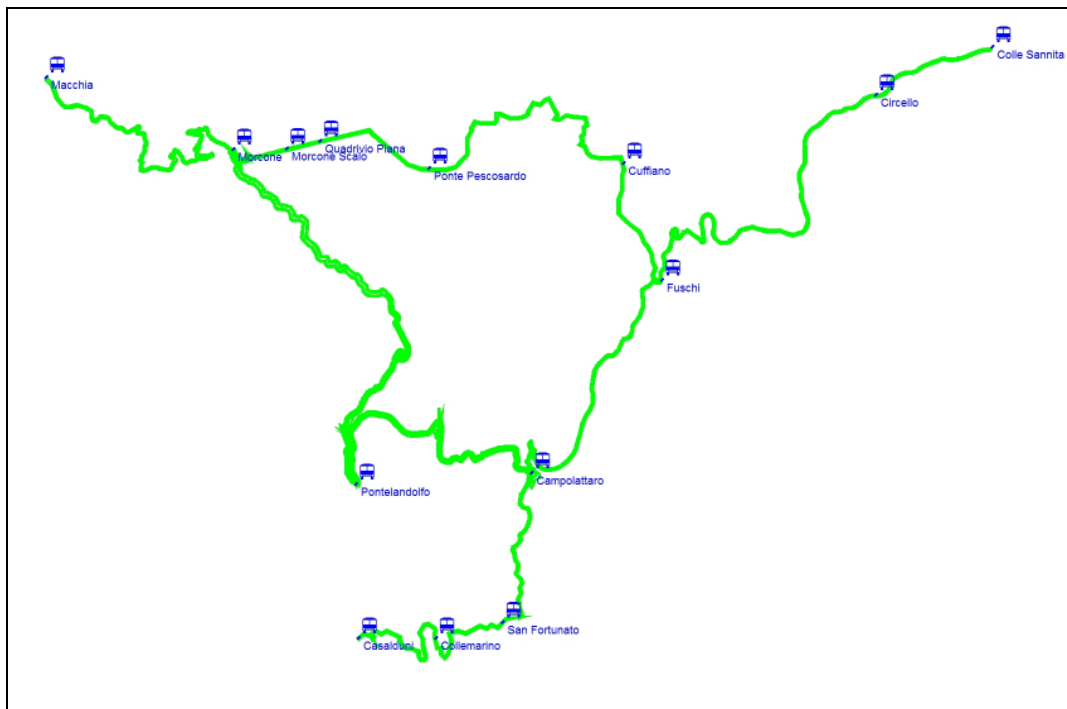 Colle Sannita
Macchia
Circello
Morcone
Morcone Scalo
Quadrivio Piana
Ponte Pescosardo
Cuffiano
Fuschi
Campolattaro
Pontelandolfo
San Fortunato
Casalduni
Collemarino